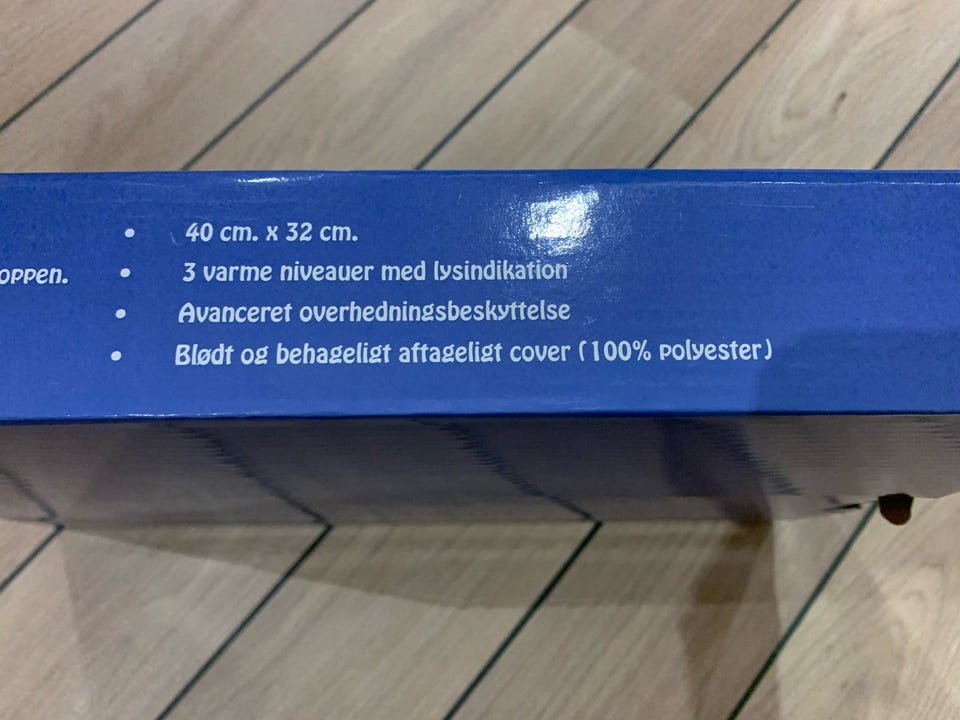 • 40 cm. x 32 cm.
oppen. • 3 varme niveauer med lysindikation
• Avanceret overhedningsbeskyttelse
• Blødt og behageligt aftageligt cover (100% polyester)